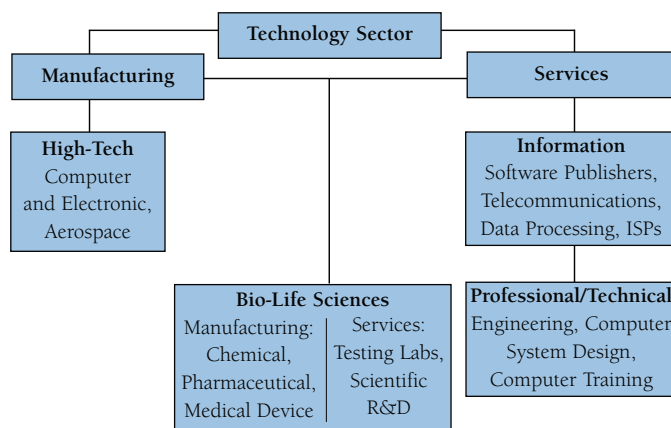 Technology Sector
Manufacturing
Services
High-Tech
Computer
and Electronic,
Aerospace
Information
Software Publishers,
Telecommunications,
Data Processing, ISPs
Bio-Life Sciences
Manufacturing:
Chemical,
Pharmaceutical,
Medical Device
Services:
Testing Labs,
Scientific
R&D
Professional/Technical
Engineering, Computer
System Design,
Computer Training